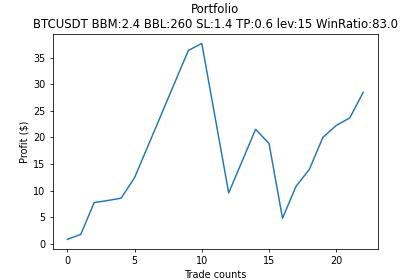 Portfolio
BTCUSDT BBM:2.4 BBL:260 SL:1.4 TP:0.6 lev:15 WinRatio:83.0
Profit ($)
35
30
25
20
15
10
5
0
0 5 10 15 20
Trade counts